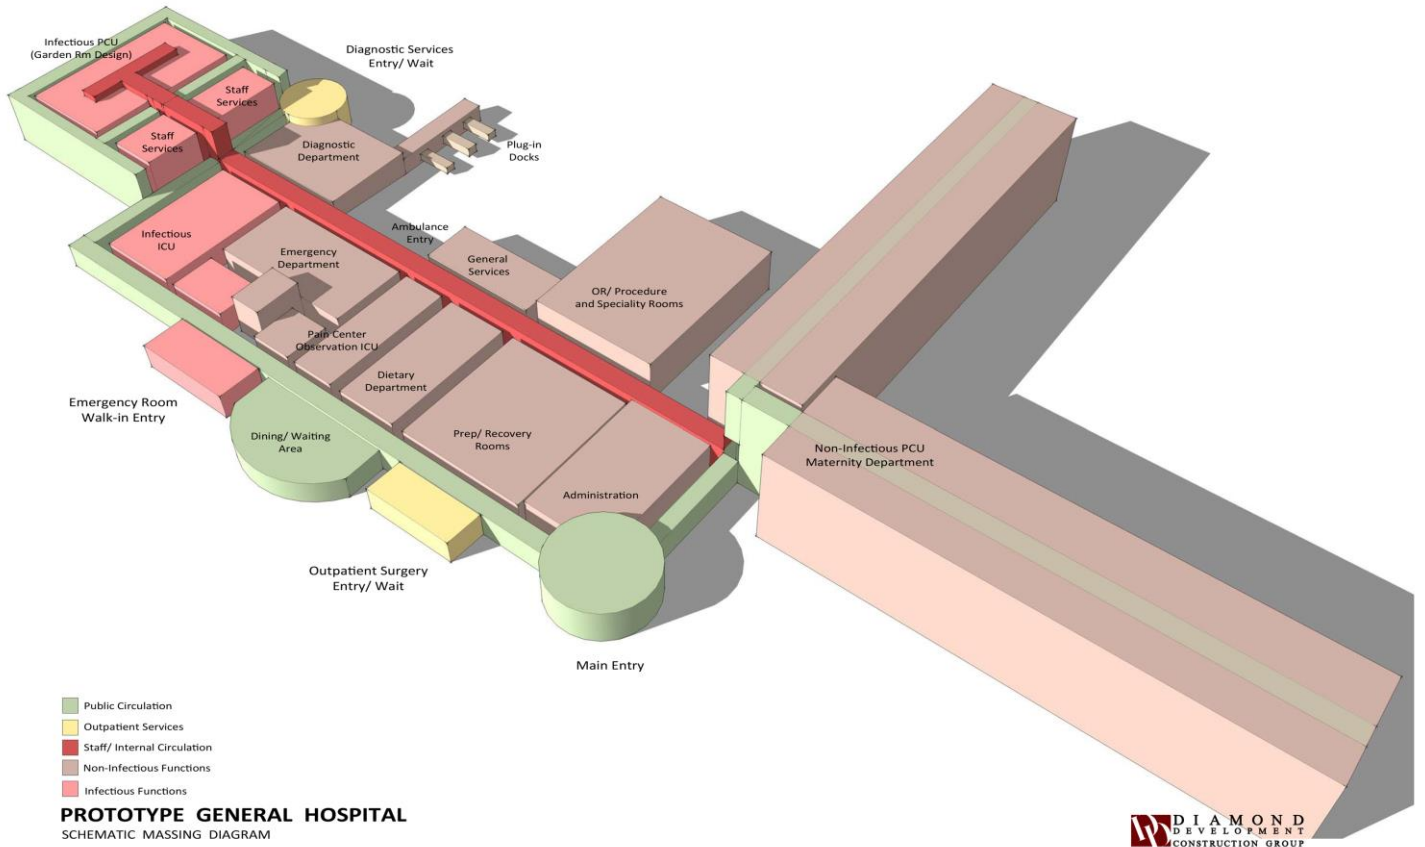 Infectious PCU
(Garden Rm Design)
Diagnostic Services
Entry/ Wait
Staff
Services
Staff
Services
Diagnostic
Department
Plug-in
Docks
Infectious
ICU
Ambulance
Entry
Emergency
Department
General
Services
OR/ Procedure
and Speciality Rooms
Pain Center
Observation ICU
Dietary
Department
Emergency Room
Walk-in Entry
Dining/ Waiting
Area
Prep/ Recovery
Rooms
Non-Infectious PCU
Maternity Department
Administration
Outpatient Surgery
Entry/ Wait
Main Entry
Public Circulation
Outpatient Services
Staff/ Internal Circulation
Non-Infectious Functions
Infectious Functions
PROTOTYPE GENERAL HOSPITAL
SCHEMATIC MASSING DIAGRAM
DIAMOND
DEVELOPMENT
CONSTRUCTION GROUP